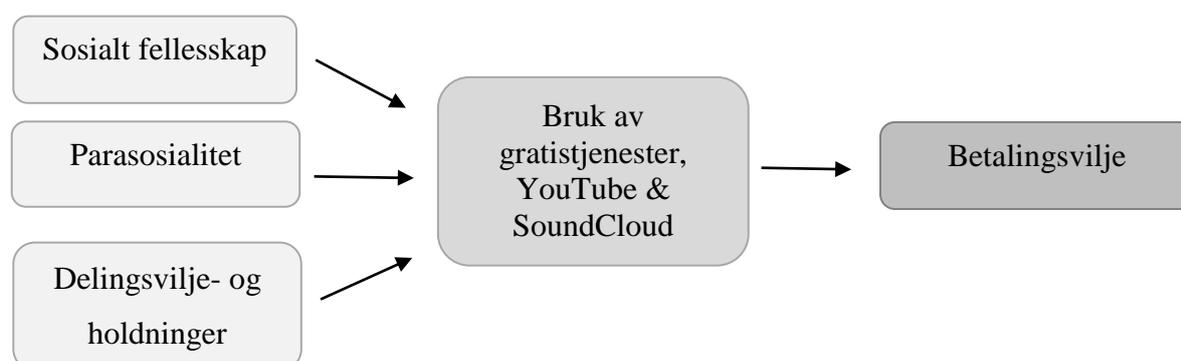 Sosialt fellesskap
Parasosialitet
Delingsvilje- og
holdninger
Bruk av
gratistjenester,
YouTube &
SoundCloud
Betalingsvilje